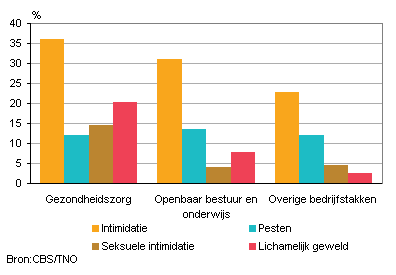 %
40
35
30
25
20
15
10
5
0
Gezondheidszorg
Openbaar bestuur en
onderwijs
Overige bedrijfstakken
Intimidatie
Pesten
Seksuele intimidatie
Lichamelijk geweld
Bron:CBS/TNO